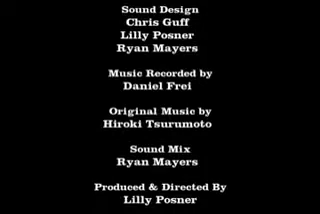 Sound Design
Chris Guff
Lilly Posner
Ryan Mayers
Music Recorded by
Daniel Frei
Original Music by
Hiroki Tsurumoto
Sound Mix
Ryan Mayers
Produced & Directed By
Lilly Posner